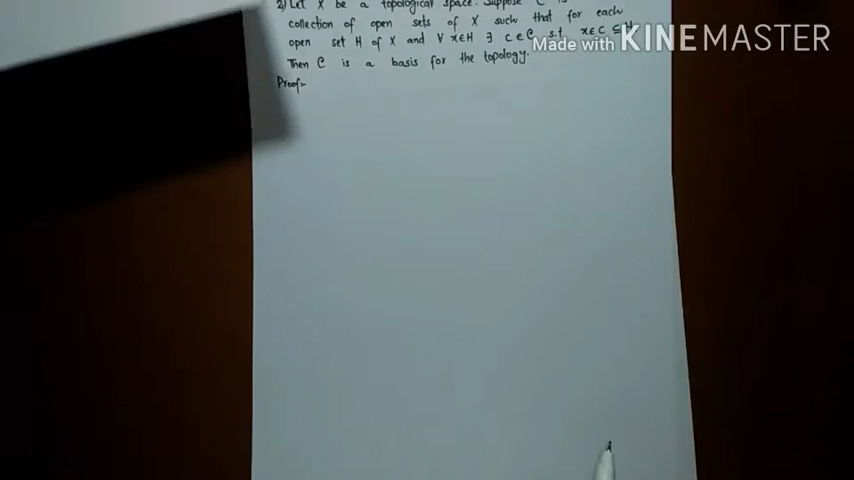 2) Let X be a topological space. Suppose C is
collection of open sets of X such that for each
open set H of X and ∀ x∈H ∃ c∈C s.t x∈C ⊆ H
Then C is a basis for the topology.
Proof:-
Made with KINEMASTER